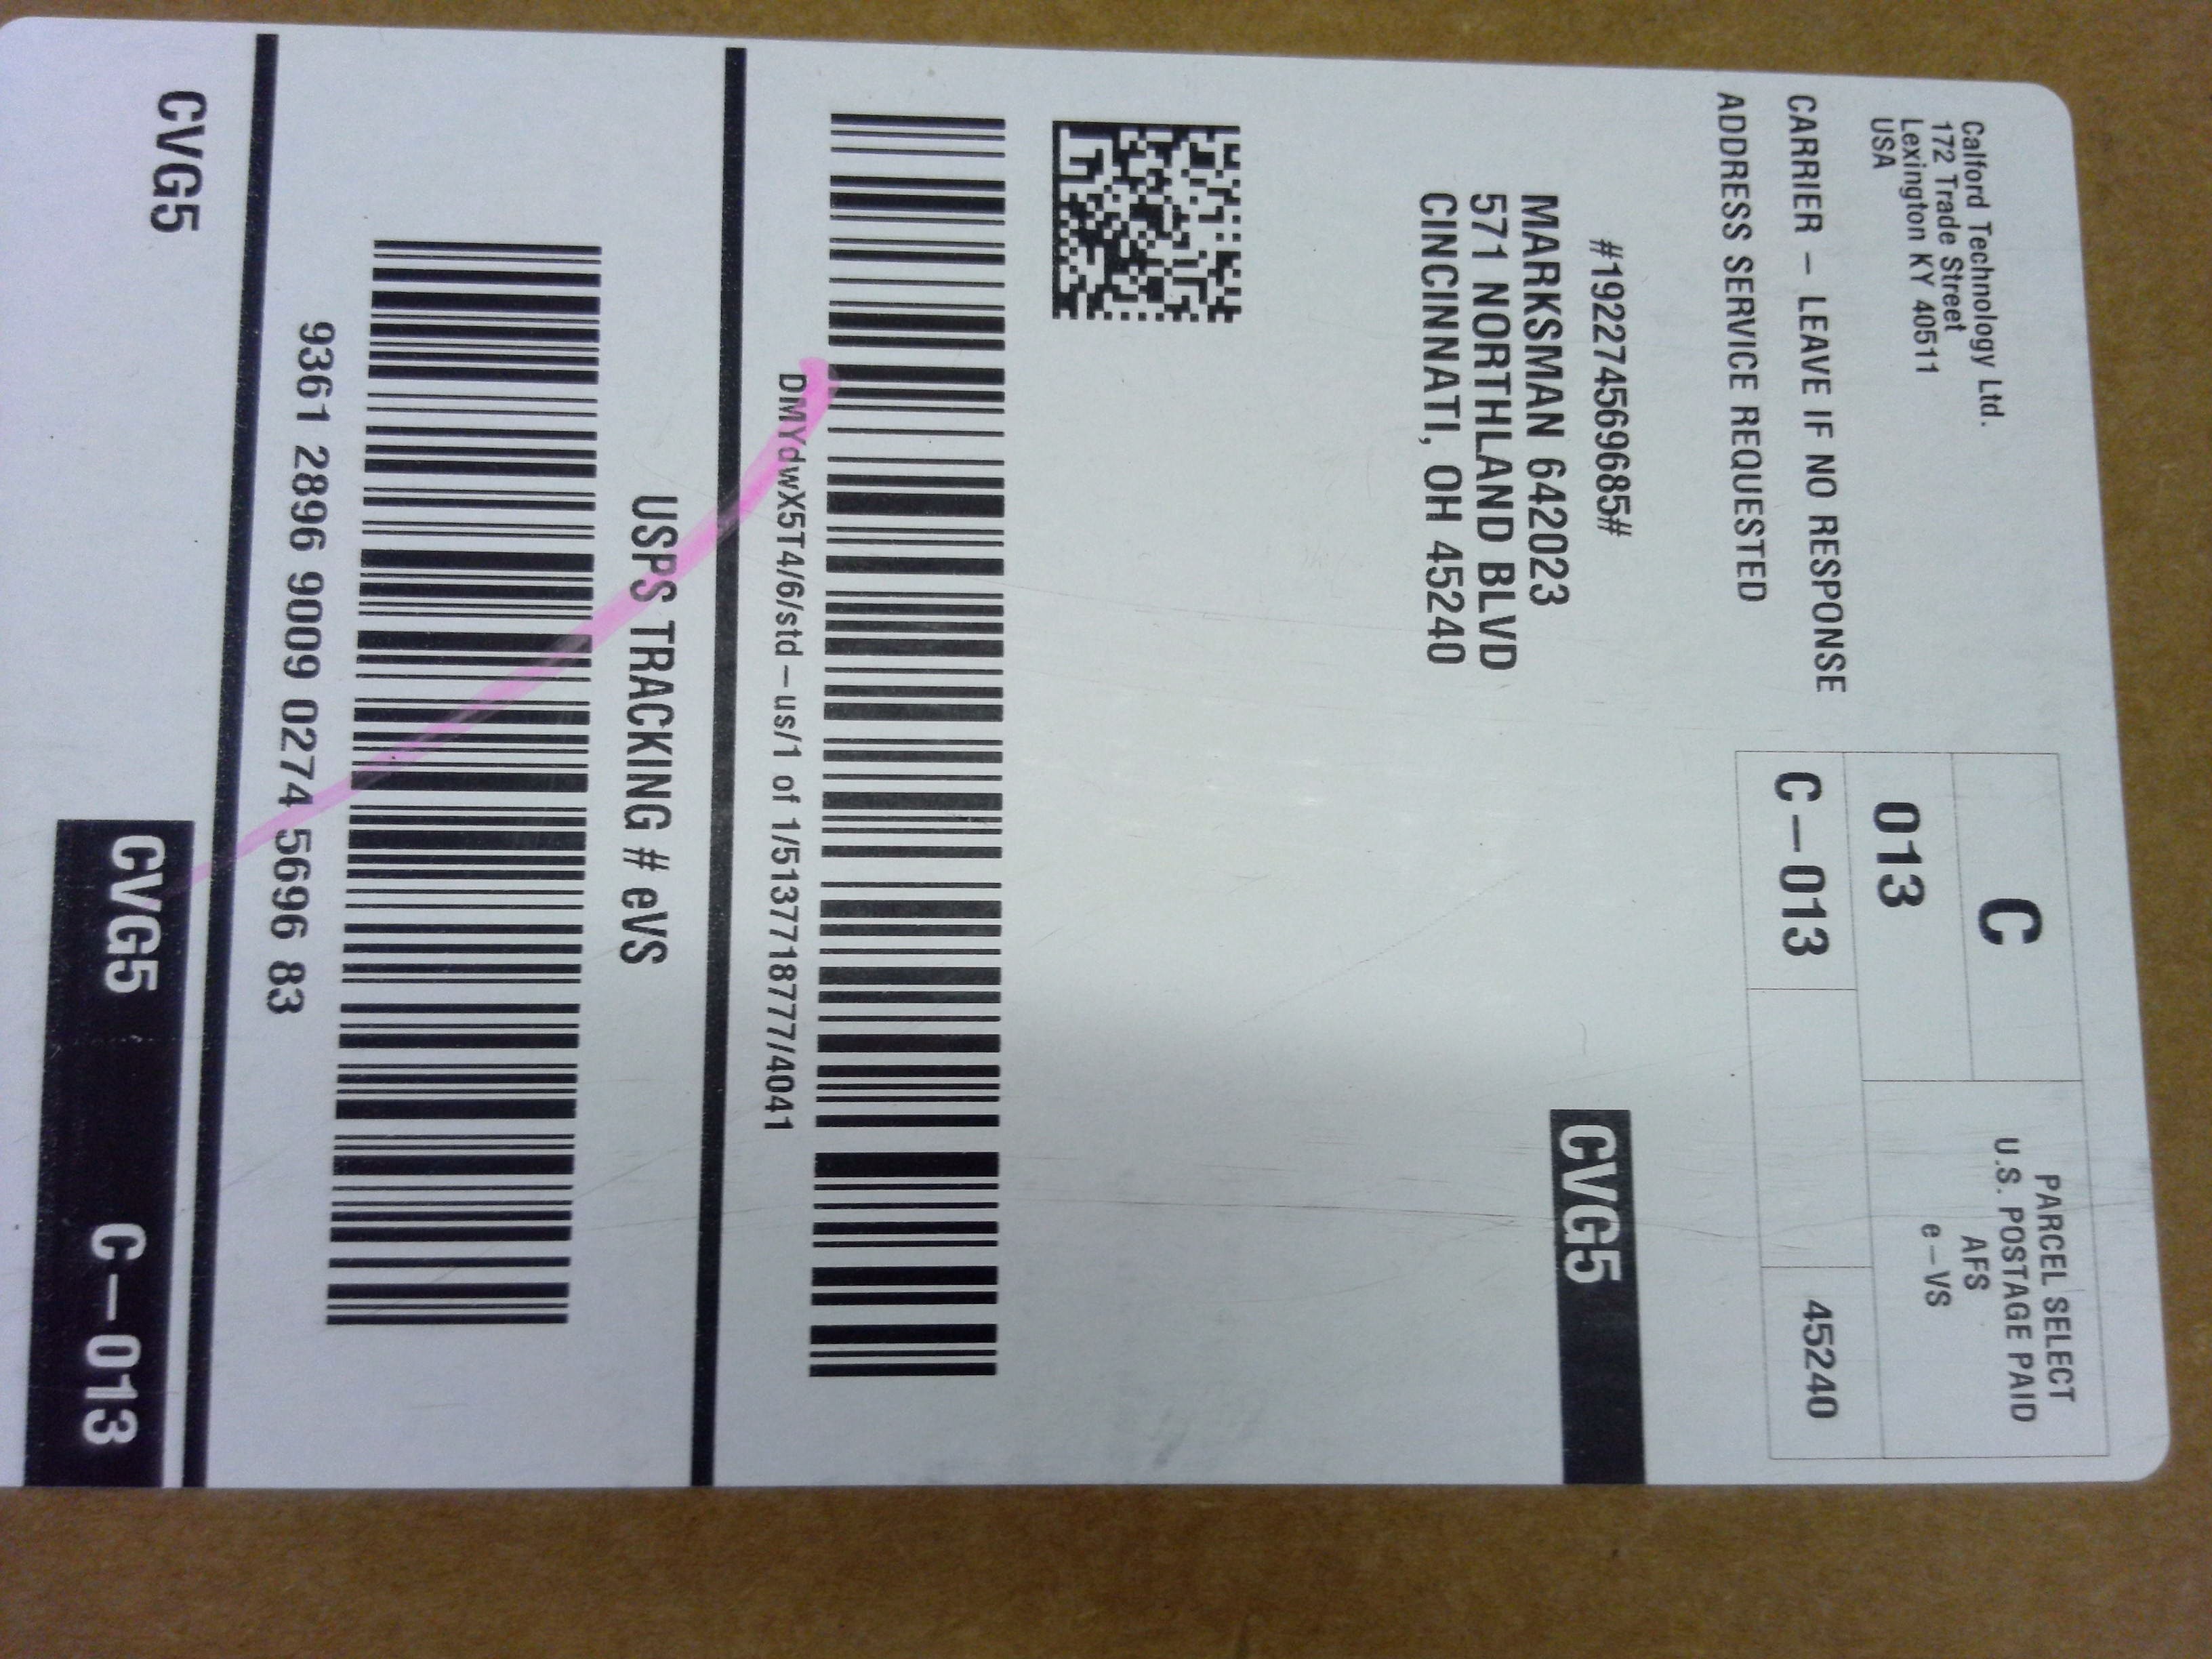 Calford Technology Ltd.
172 Trade Street
Lexington KY 40511
USA
CARRIER – LEAVE IF NO RESPONSE
ADDRESS SERVICE REQUESTED
C
013
C–013
PARCEL SELECT
U.S. POSTAGE PAID
AFS
e–VS
45240
#192274569685#
MARKSMAN 642023
571 NORTHLAND BLVD
CINCINNATI, OH 45240
CVG5
DMYdwX5T4/6/std–us/1 of 1/5137718777/4041
USPS TRACKING # eVS
9361 2896 9009 0274 5696 83
CVG5
CVG5 C–013